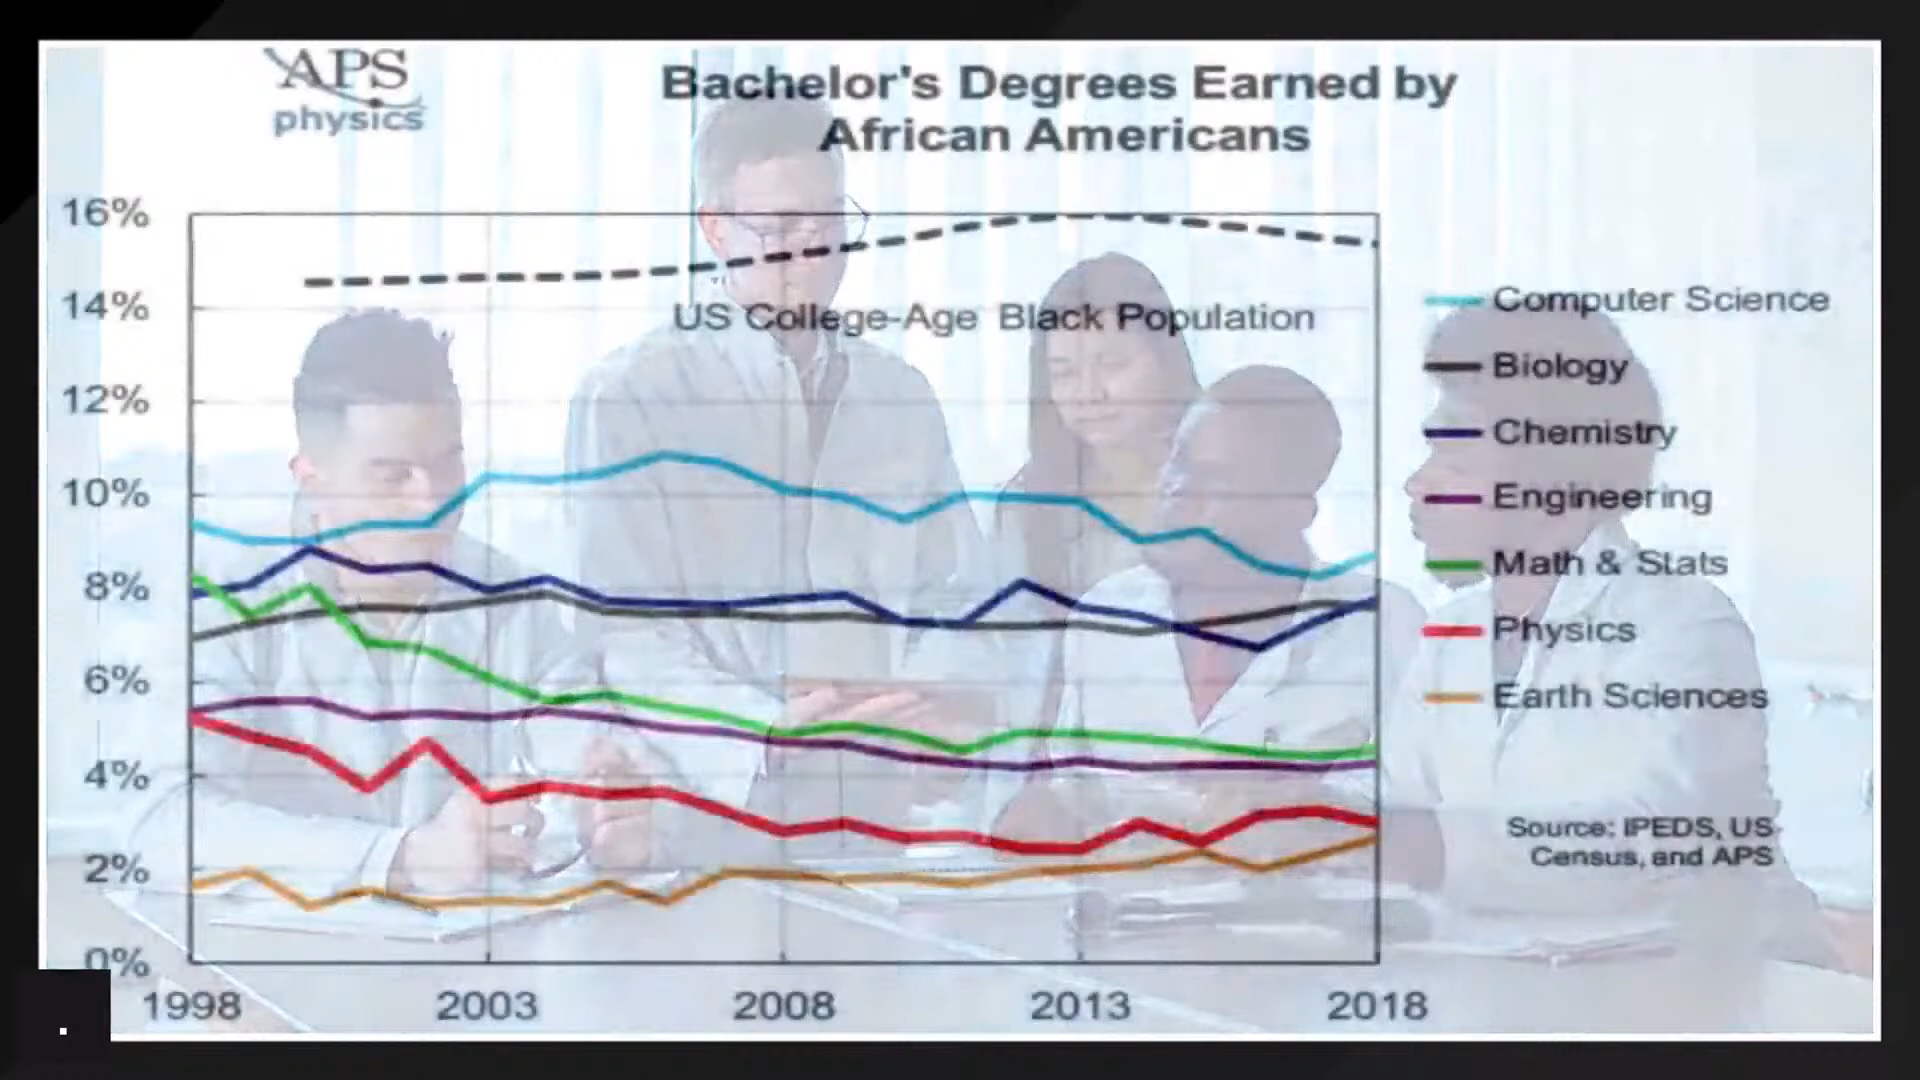 APS
physics
Bachelor's Degrees Earned by
African Americans
16%
14%
12%
10%
8%
6%
4%
2%
0%
US College-Age Black Population
Computer Science
Biology
Chemistry
Engineering
Math & Stats
Physics
Earth Sciences
Source: IPEDS, US
Census, and APS
1998
2003
2008
2013
2018